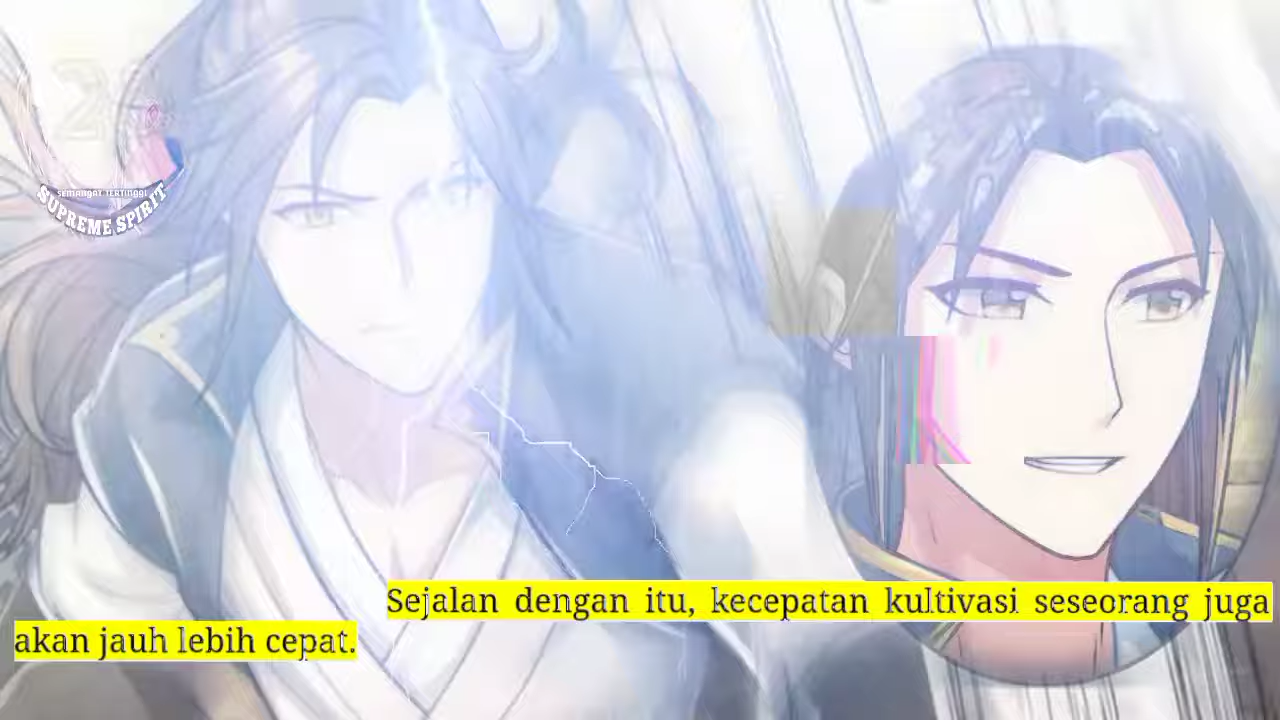 SEMANGAT TERTINGGI
SUPREME SPIRIT
Sejalan dengan itu, kecepatan kultivasi seseorang juga
akan jauh lebih cepat.